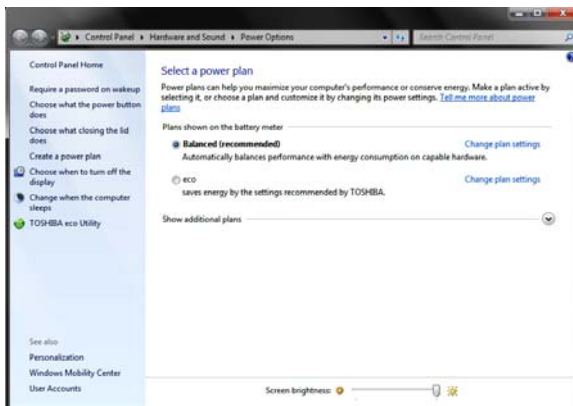 Control Panel ▸ Hardware and Sound ▸ Power Options
Search Control Panel
Control Panel Home
Require a password on wakeup
Choose what the power button
does
Choose what closing the lid
does
Create a power plan
Choose when to turn off the
display
Change when the computer
sleeps
TOSHIBA eco Utility
See also
Personalization
Windows Mobility Center
User Accounts
Select a power plan
Power plans can help you maximize your computer's performance or conserve energy. Make a plan active by
selecting it, or choose a plan and customize it by changing its power settings. Tell me more about power
plans
Plans shown on the battery meter
Balanced (recommended) Change plan settings
Automatically balances performance with energy consumption on capable hardware.
eco Change plan settings
saves energy by the settings recommended by TOSHIBA.
Show additional plans
Screen brightness: